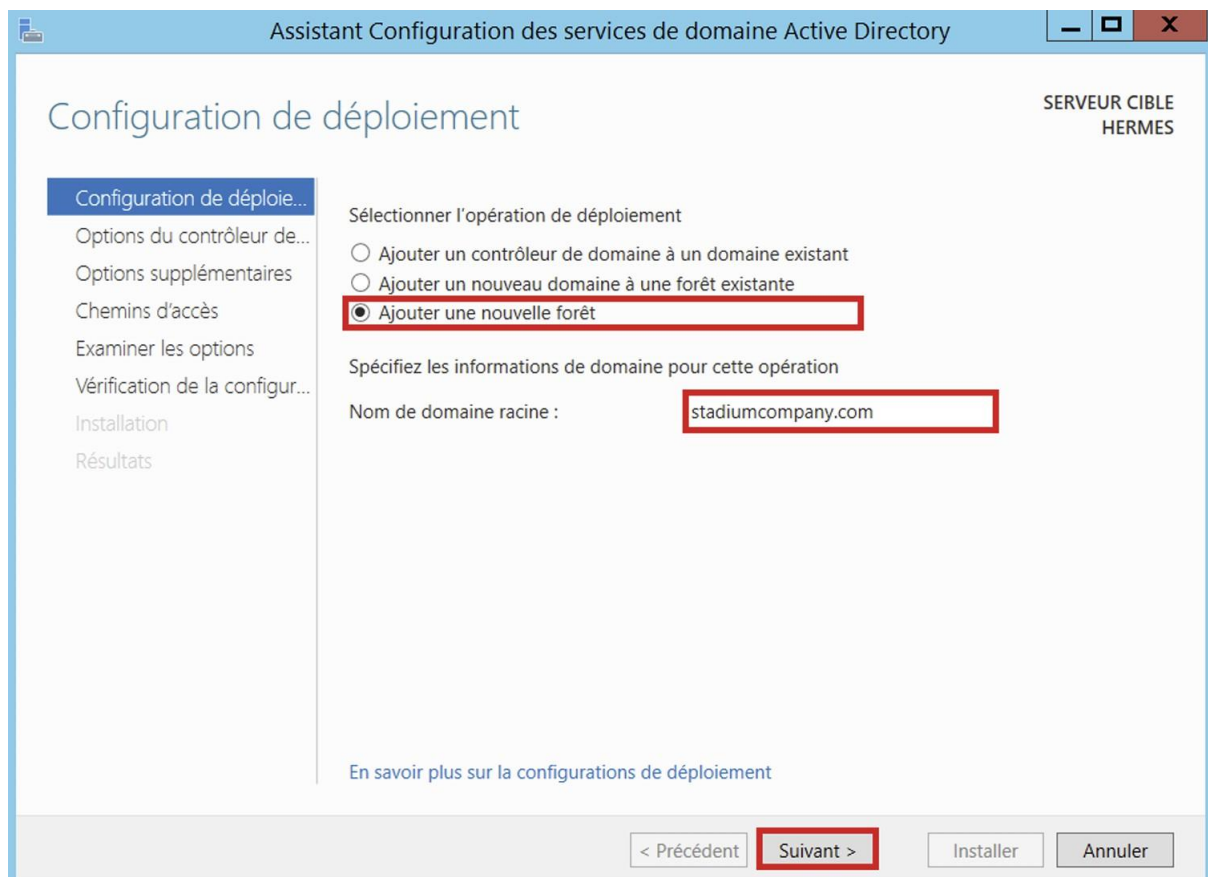 Assistant Configuration des services de domaine Active Directory
X
Configuration de déploiement
SERVEUR CIBLE
HERMES
Configuration de déploie...
Options du contrôleur de...
Options supplémentaires
Chemins d'accès
Examiner les options
Vérification de la configur...
Installation
Résultats
Sélectionner l'opération de déploiement
Ajouter un contrôleur de domaine à un domaine existant
Ajouter un nouveau domaine à une forêt existante
Ajouter une nouvelle forêt
Spécifiez les informations de domaine pour cette opération
Nom de domaine racine : stadiumcompany.com
En savoir plus sur la configurations de déploiement
< Précédent Suivant > Installer Annuler